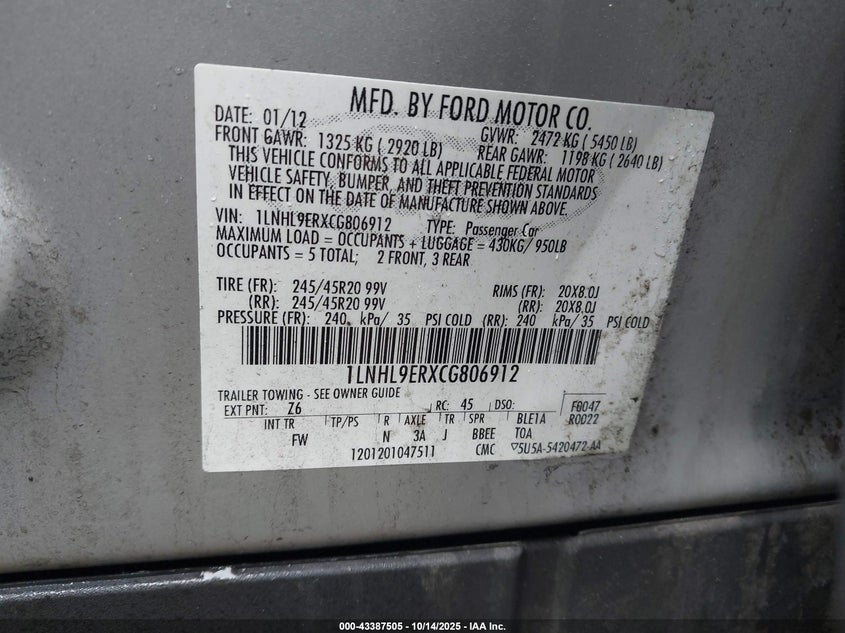 MFD. BY FORD MOTOR CO.
DATE: 01/12 GVWR: 2472 KG ( 5450 LB)
FRONT GAWR: 1325 KG ( 2920 LB) REAR GAWR: 1198 KG ( 2640 LB)
THIS VEHICLE CONFORMS TO ALL APPLICABLE FEDERAL MOTOR
VEHICLE SAFETY, BUMPER, AND THEFT PREVENTION STANDARDS
IN EFFECT ON THE DATE OF MANUFACTURE SHOWN ABOVE.
VIN: 1LNHL9ERXCG806912 TYPE: Passenger Car
MAXIMUM LOAD = OCCUPANTS + LUGGAGE = 430KG/ 950LB
OCCUPANTS = 5 TOTAL; 2 FRONT, 3 REAR
TIRE (FR): 245/45R20 99V RIMS (FR): 20X8.0J
(RR): 245/45R20 99V (RR): 20X8.0J
PRESSURE (FR): 240 kPa/ 35 PSI COLD (RR): 240 kPa/ 35 PSI COLD
1LNHL9ERXCG806912
TRAILER TOWING - SEE OWNER GUIDE
EXT PNT: Z6 RC: 45 DSO: F0047
INT TR TP/PS R AXLE TR SPR BLE1A R0022
FW N 3A J BBEE TOA
1201201047511 CMC ▽5U5A-5420472-AA
000-43387505 - 10/14/2025 - IAA Inc.